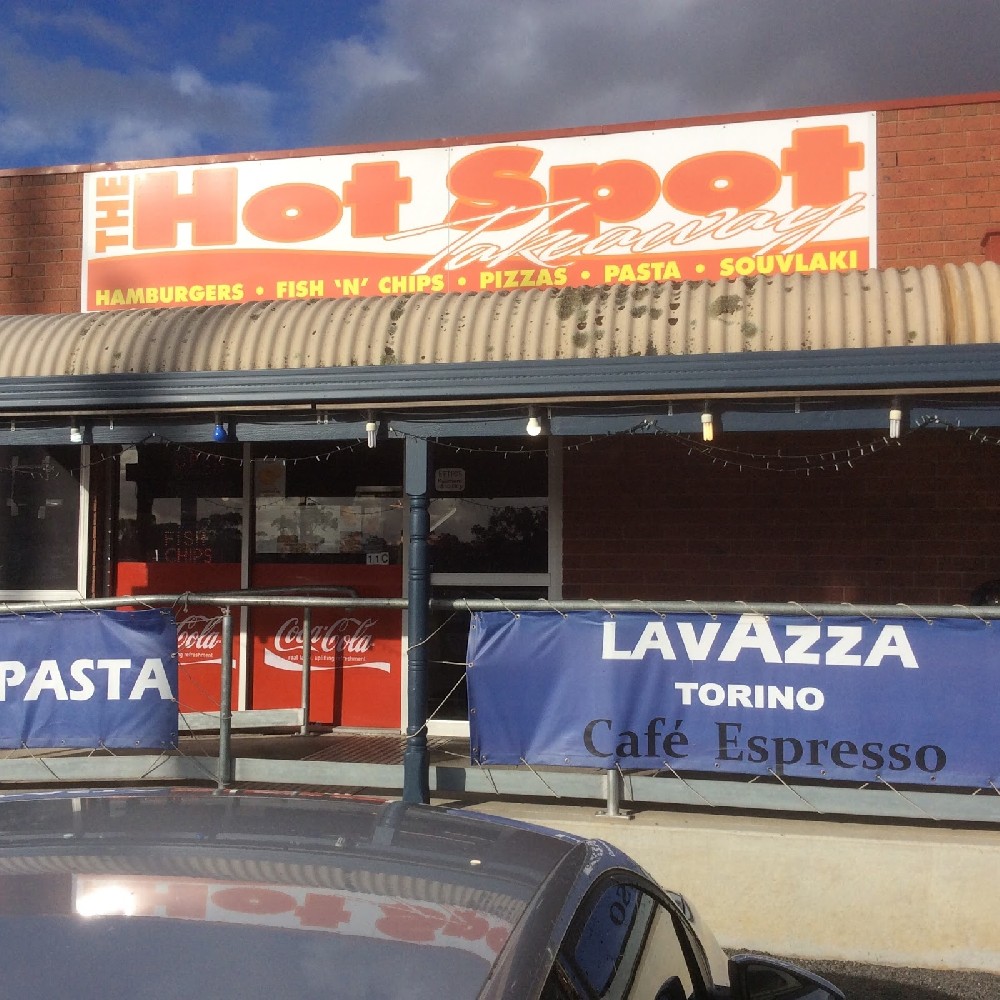 THE Hot Spot
Takeaway
HAMBURGERS • FISH 'N' CHIPS • PIZZAS • PASTA • SOUVLAKI
FISH
CHIPS
11C
Coca-Cola
Coca-Cola
PASTA
LAVAZZA
TORINO
Café Espresso